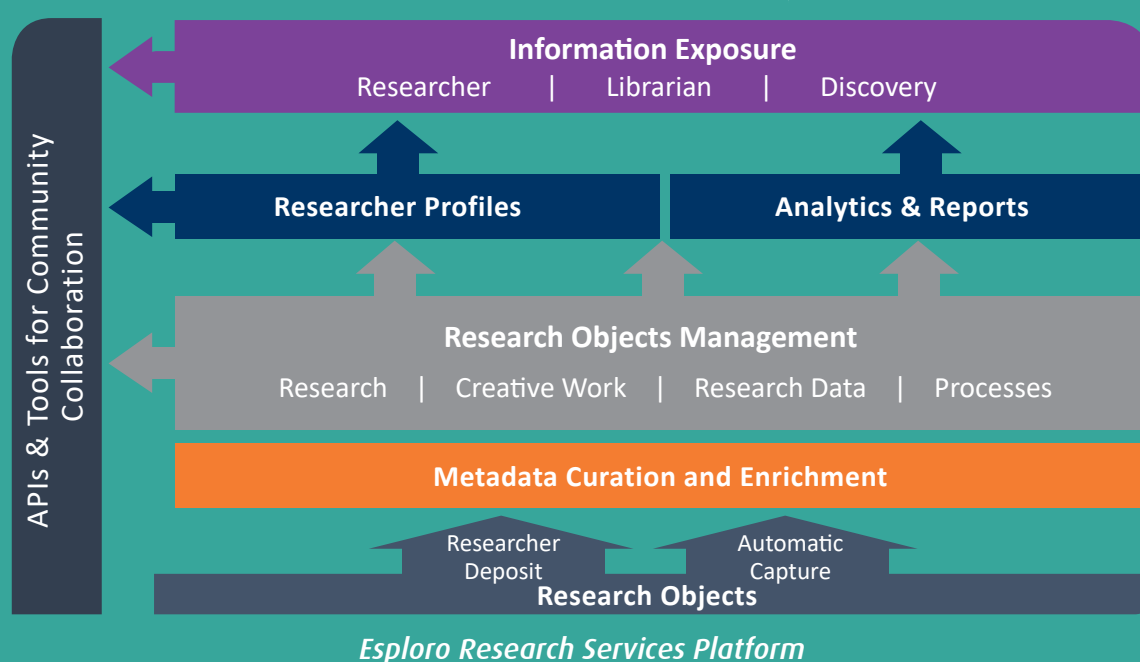 APIs & Tools for Community
Collaboration
Information Exposure
Researcher | Librarian | Discovery
Researcher Profiles
Analytics & Reports
Research Objects Management
Research | Creative Work | Research Data | Processes
Metadata Curation and Enrichment
Researcher
Deposit
Automatic
Capture
Research Objects
Esploro Research Services Platform